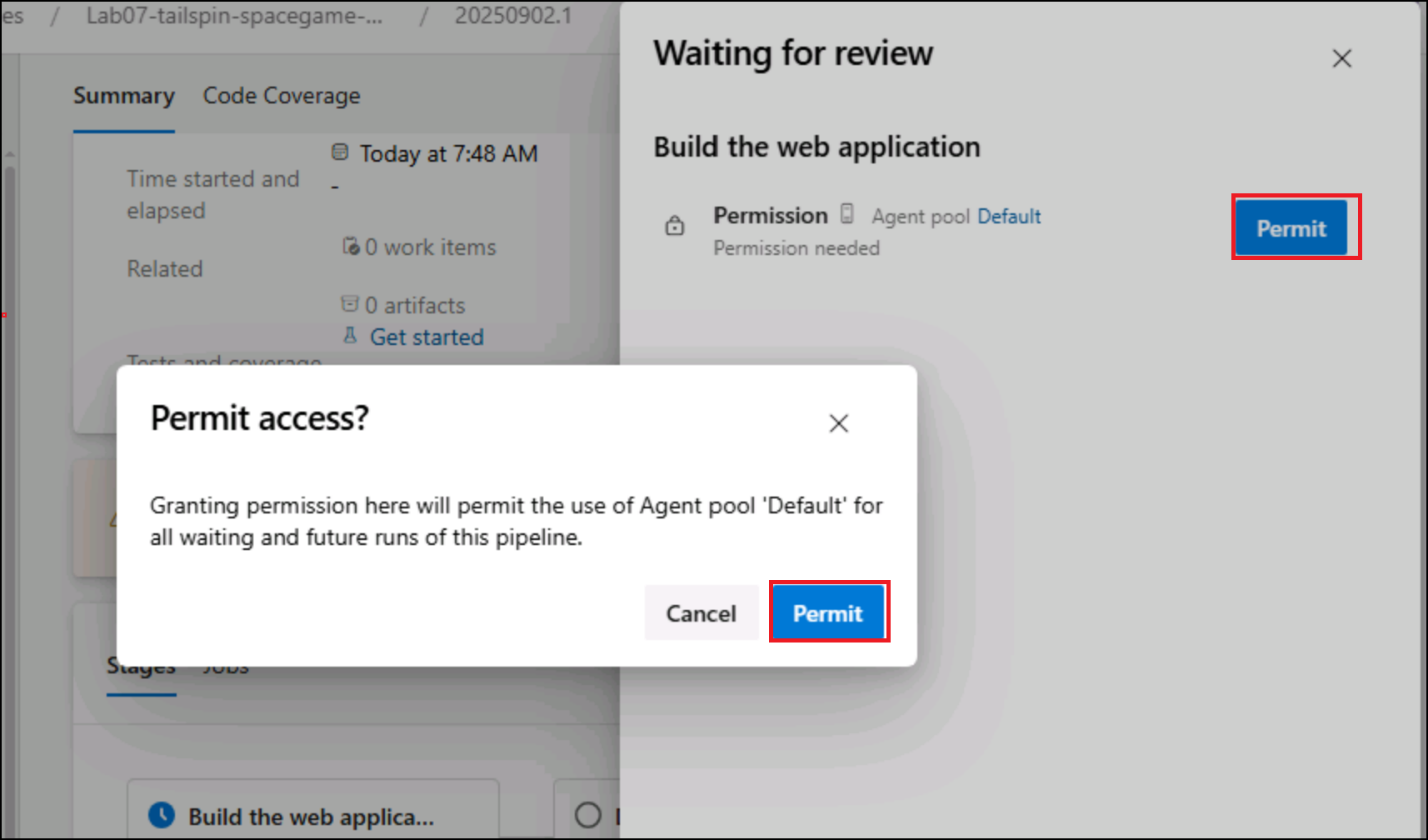 es / Lab07-tailspin-spacegame-... / 20250902.1
Summary Code Coverage
Today at 7:48 AM
Time started and
elapsed
-
0 work items
Related
0 artifacts
Get started
Tests and coverage
Waiting for review
Build the web application
Permission Agent pool Default
Permission needed
Permit
Permit access?
Granting permission here will permit the use of Agent pool 'Default' for
all waiting and future runs of this pipeline.
Cancel Permit
Stages Jobs
Build the web applica...